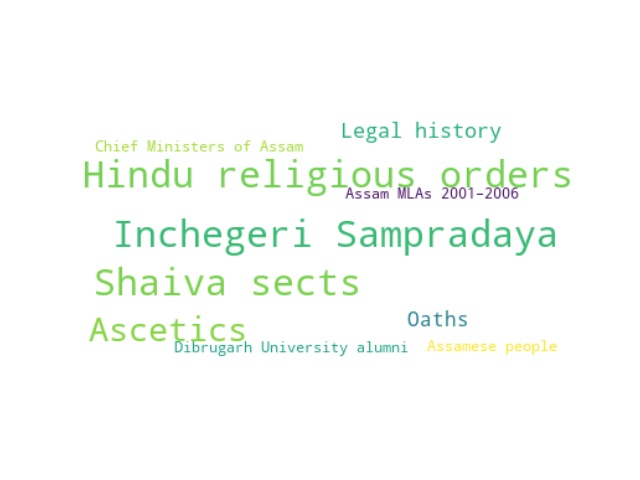 Legal history
Chief Ministers of Assam
Hindu religious orders
Assam MLAs 2001–2006
Inchegeri Sampradaya
Shaiva sects
Oaths
Ascetics
Dibrugarh University alumni
Assamese people